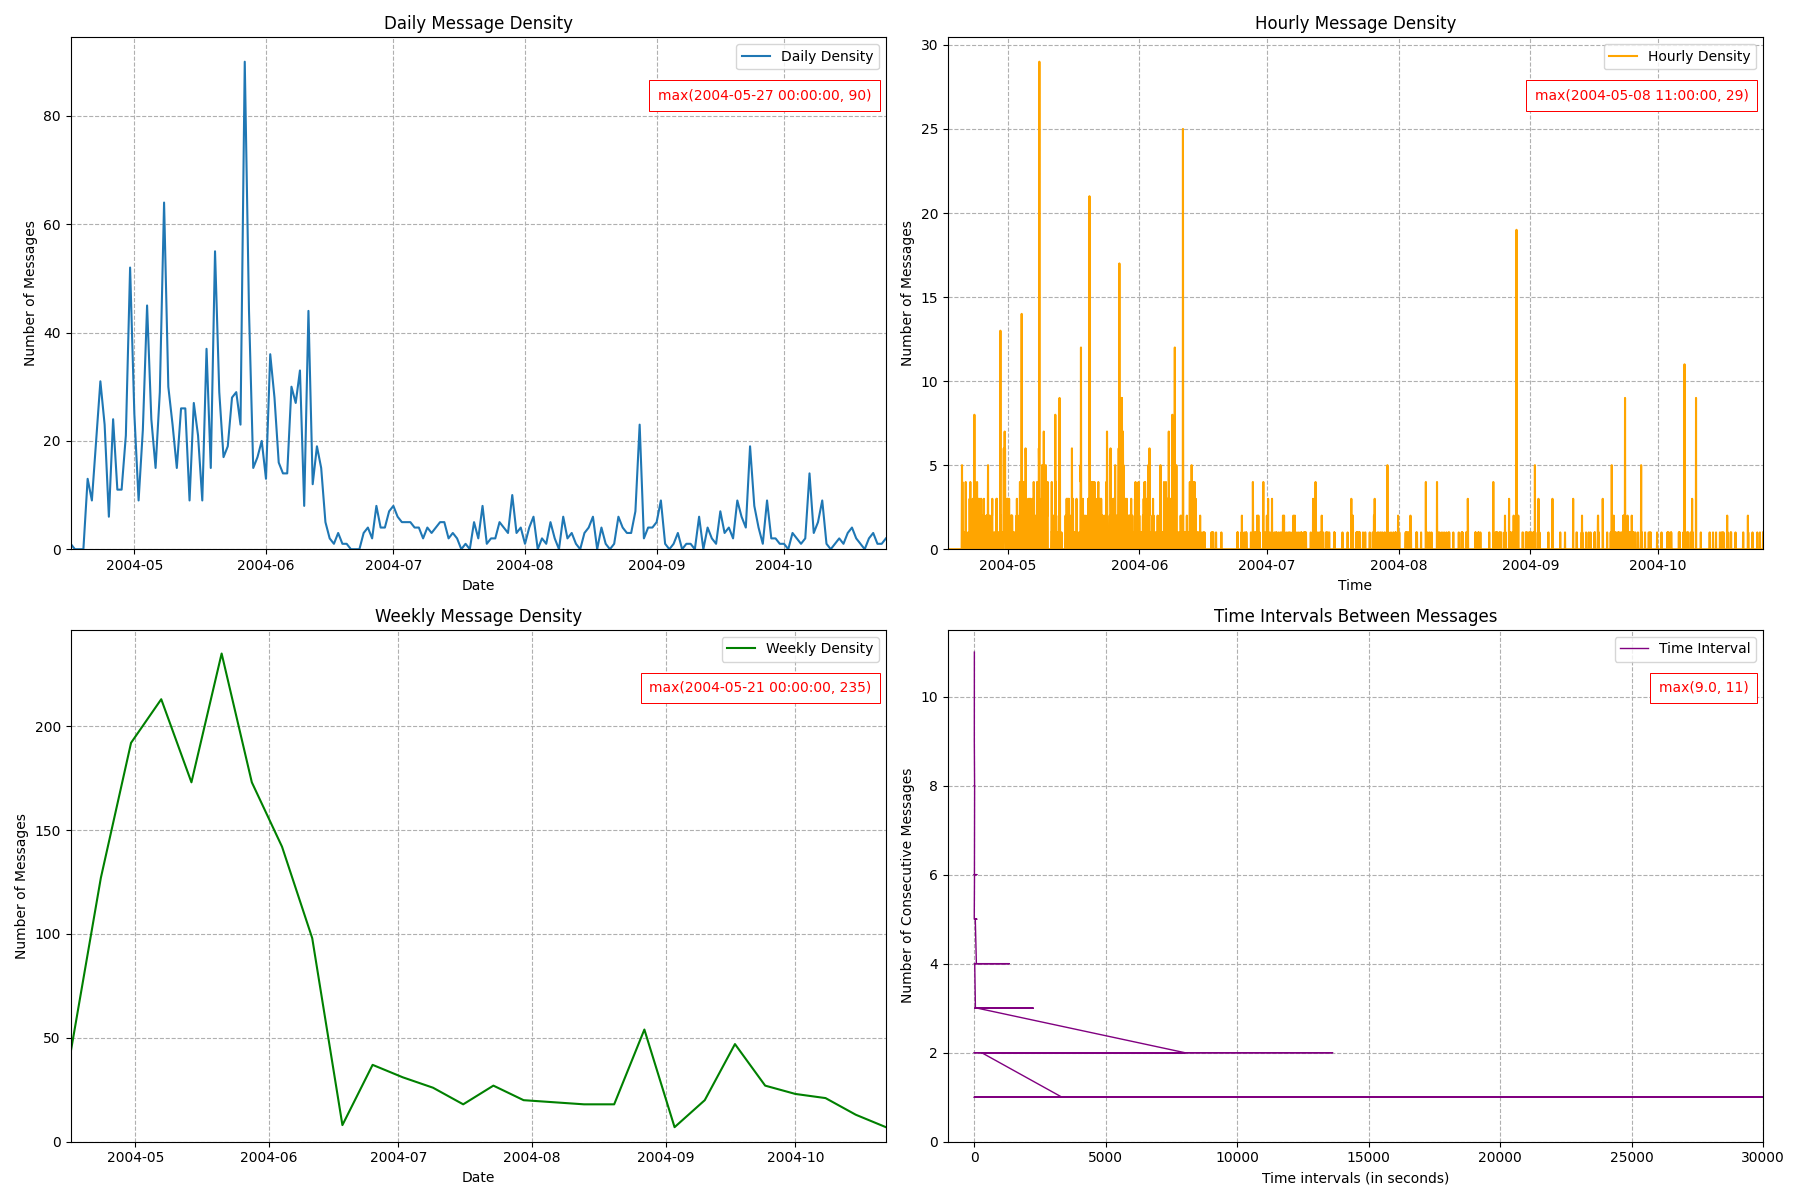 Daily Message Density
Daily Density
max(2004-05-27 00:00:00, 90)
Number of Messages
80
60
40
20
0
2004-05 2004-06 2004-07 2004-08 2004-09 2004-10
Date
Hourly Message Density
Hourly Density
max(2004-05-08 11:00:00, 29)
Number of Messages
30
25
20
15
10
5
0
2004-05 2004-06 2004-07 2004-08 2004-09 2004-10
Time
Weekly Message Density
Weekly Density
max(2004-05-21 00:00:00, 235)
Number of Messages
200
150
100
50
0
2004-05 2004-06 2004-07 2004-08 2004-09 2004-10
Date
Time Intervals Between Messages
Time Interval
max(9.0, 11)
Number of Consecutive Messages
10
8
6
4
2
0
0 5000 10000 15000 20000 25000 30000
Time intervals (in seconds)